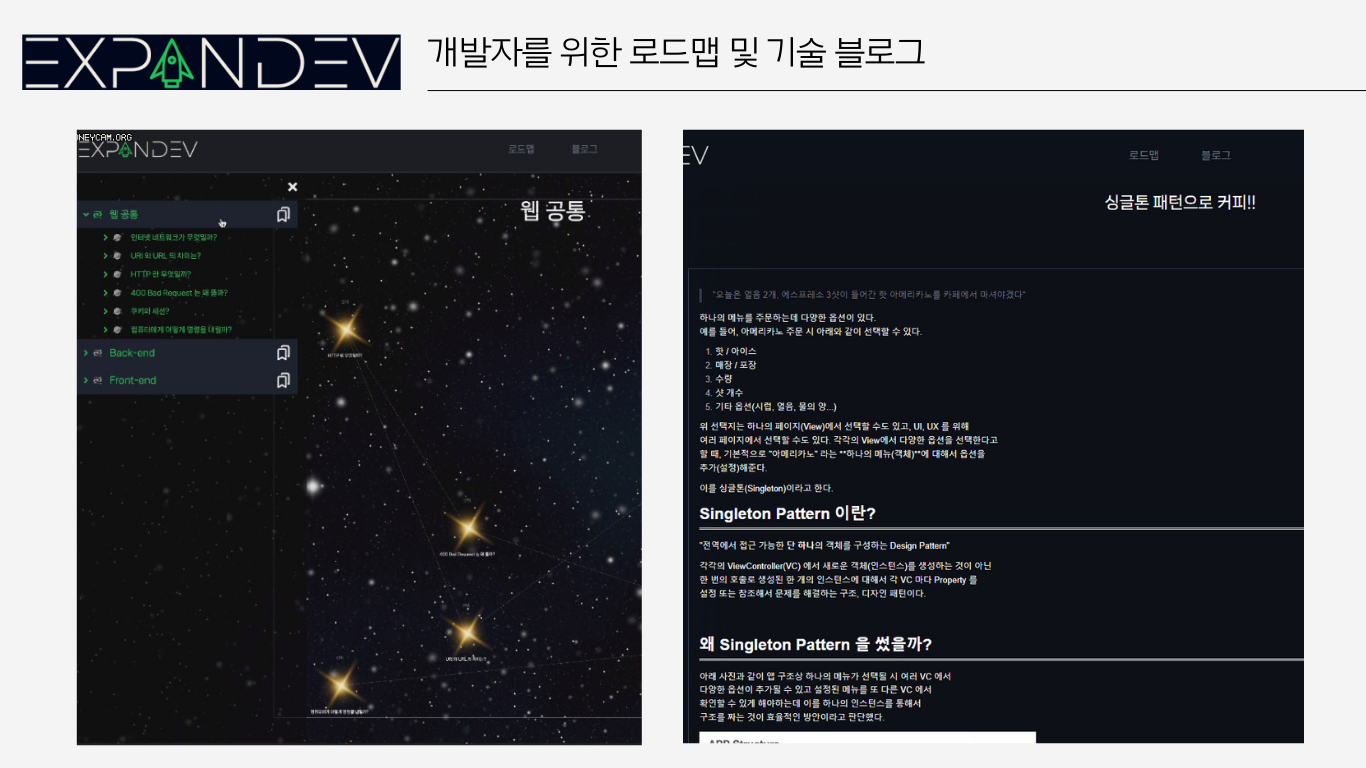 EXPANDEV
개발자를 위한 로드맵 및 기술 블로그
NEYCAM.ORG
EXPANDEV
로드맵 블로그
웹 공통
웹 공통
인터넷 네트워크가 무엇일까?
URI 와 URL 의 차이는?
HTTP 란 무엇일까?
400 Bad Request 는 왜 뜰까?
쿠키와 세션?
컴퓨터에게 어떻게 명령을 내릴까?
Back-end
Front-end
HTTP 란 무엇일까?
400 Bad Request 는 왜 뜰까?
URI 와 URL 의 차이는?
컴퓨터에게 어떻게 명령을 내릴까?
EV
로드맵 블로그
싱글톤 패턴으로 커피!!
"오늘은 얼음 2개, 에스프레소 3샷이 들어간 핫 아메리카노를 카페에서 마셔야겠다"
하나의 메뉴를 주문하는데 다양한 옵션이 있다.
예를 들어, 아메리카노 주문 시 아래와 같이 선택할 수 있다.
1. 핫 / 아이스
2. 매장 / 포장
3. 수량
4. 샷 개수
5. 기타 옵션(시럽, 얼음, 물의 양...)
위 선택지는 하나의 페이지(View)에서 선택할 수도 있고, UI, UX 를 위해
여러 페이지에서 선택할 수도 있다. 각각의 View에서 다양한 옵션을 선택한다고
할 때, 기본적으로 "아메리카노" 라는 **하나의 메뉴(객체)**에 대해서 옵션을
추가(설정)해준다.
이를 싱글톤(Singleton)이라고 한다.
Singleton Pattern 이란?
"전역에서 접근 가능한 단 하나의 객체를 구성하는 Design Pattern"
각각의 ViewController(VC) 에서 새로운 객체(인스턴스)를 생성하는 것이 아닌
한 번의 호출로 생성된 한 개의 인스턴스에 대해서 각 VC 마다 Property 를
설정 또는 참조해서 문제를 해결하는 구조, 디자인 패턴이다.
왜 Singleton Pattern 을 썼을까?
아래 사진과 같이 앱 구조상 하나의 메뉴가 선택될 시 여러 VC 에서
다양한 옵션이 추가될 수 있고 설정된 메뉴를 또 다른 VC 에서
확인할 수 있게 해야하는데 이를 하나의 인스턴스를 통해서
구조를 짜는 것이 효율적인 방안이라고 판단했다.
APP Structure